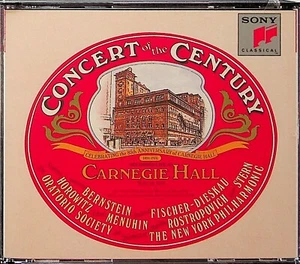 SONY
CLASSICAL
CONCERT of the CENTURY
CELEBRATING the 85th ANNIVERSARY of CARNEGIE HALL
CARNEGIE HALL
BERNSTEIN
HOROWITZ MENUHIN
ORATORIO SOCIETY
FISCHER-DIESKAU
ROSTROPOVICH STERN
THE NEW YORK PHILHARMONIC